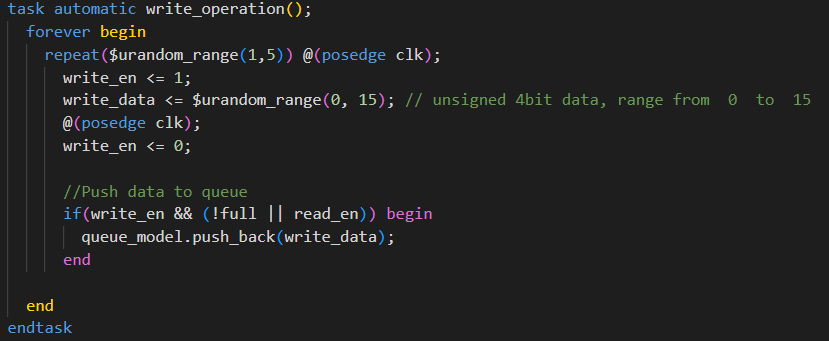 task automatic write_operation();
forever begin
repeat($urandom_range(1,5)) @(posedge clk);
write_en <= 1;
write_data <= $urandom_range(0, 15); // unsigned 4bit data, range from  0  to  15
@(posedge clk);
write_en <= 0;
//Push data to queue
if(write_en && (!full || read_en)) begin
queue_model.push_back(write_data);
end
end
endtask